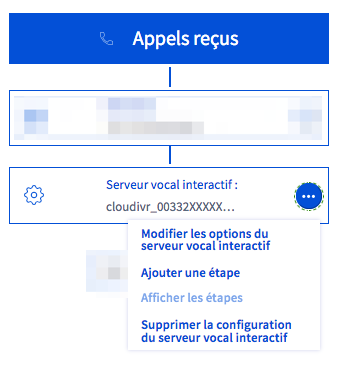 Appels reçus
Serveur vocal interactif :
cloudivr_00332XXXXX...
Modifier les options du
serveur vocal interactif
Ajouter une étape
Afficher les étapes
Supprimer la configuration
du serveur vocal interactif